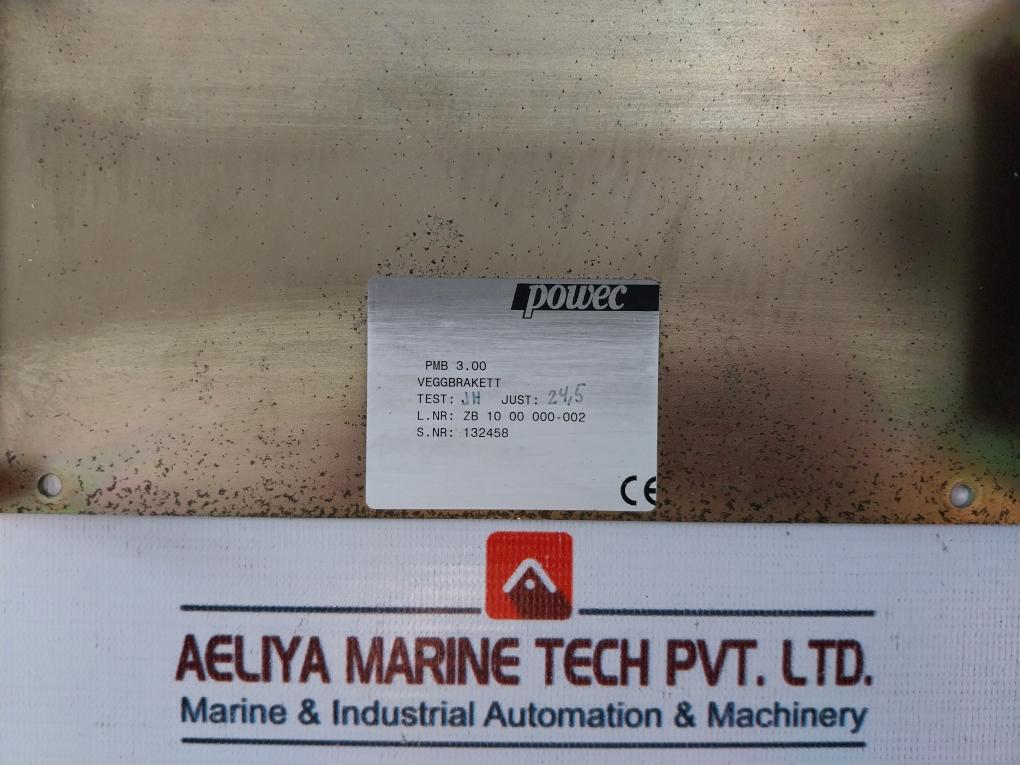 powec
PMB 3.00
VEGGBRAKETT
TEST: JH JUST: 24,5
L.NR: ZB 10 00 000-002
S.NR: 132458
CE
AELIYA MARINE TECH PVT. LTD.
Marine & Industrial Automation & Machinery